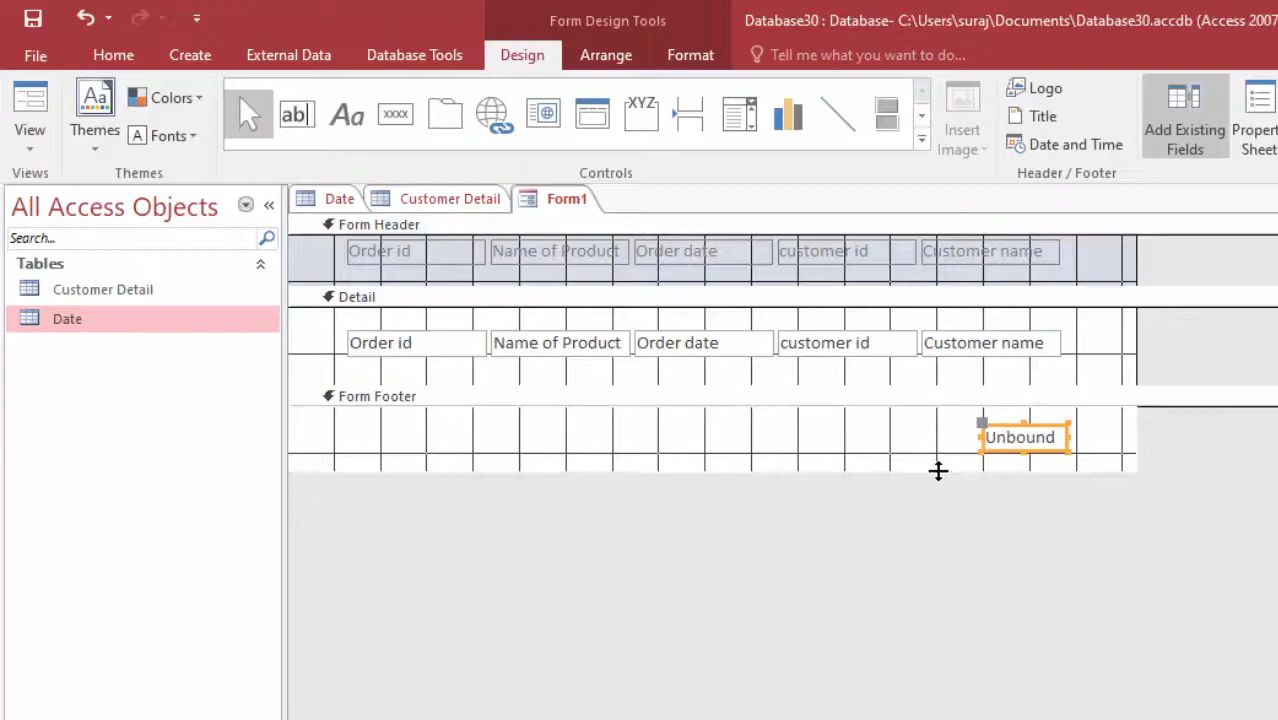 Form Design Tools
Database30 : Database- C:\Users\suraj\Documents\Database30.accdb (Access 2007
File Home Create External Data Database Tools Design Arrange Format Tell me what you want to do...
View
Themes
Colors
Fonts
ab|
Aa
xxxx
XYZ
Insert
Image
Logo
Title
Date and Time
Add Existing
Fields
Propert
Sheet
Views Themes Controls Header / Footer
All Access Objects
Search...
Tables
Customer Detail
Date
Date Customer Detail Form1
Form Header
Order id Name of Product Order date customer id Customer name
Detail
Order id Name of Product Order date customer id Customer name
Form Footer
Unbound